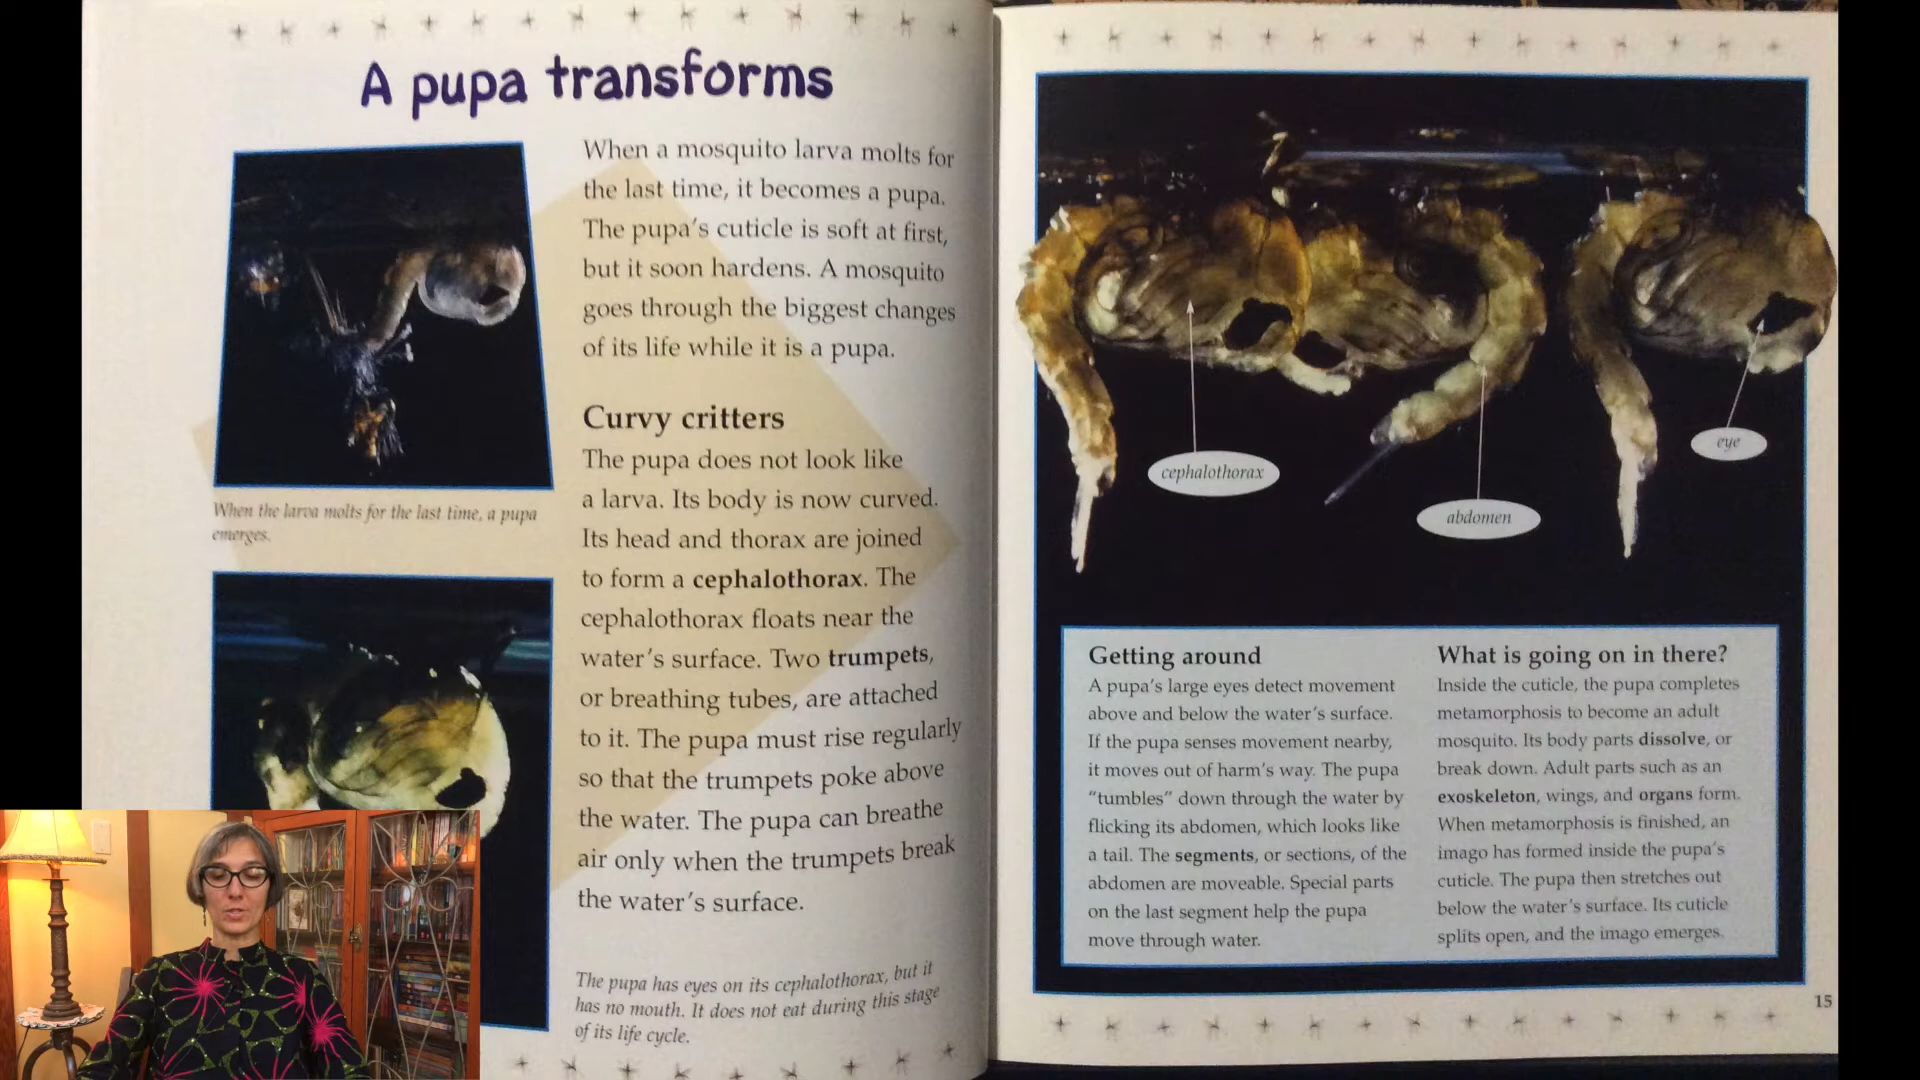 A pupa transforms
When a mosquito larva molts for
the last time, it becomes a pupa.
The pupa's cuticle is soft at first,
but it soon hardens. A mosquito
goes through the biggest changes
of its life while it is a pupa.
Curvy critters
The pupa does not look like
a larva. Its body is now curved.
Its head and thorax are joined
to form a cephalothorax. The
cephalothorax floats near the
water's surface. Two trumpets,
or breathing tubes, are attached
to it. The pupa must rise regularly
so that the trumpets poke above
the water. The pupa can breathe
air only when the trumpets break
the water's surface.
When the larva molts for the last time, a pupa
emerges.
The pupa has eyes on its cephalothorax, but it
has no mouth. It does not eat during this stage
of its life cycle.
cephalothorax
abdomen
eye
Getting around
A pupa's large eyes detect movement
above and below the water's surface.
If the pupa senses movement nearby,
it moves out of harm's way. The pupa
"tumbles" down through the water by
flicking its abdomen, which looks like
a tail. The segments, or sections, of the
abdomen are moveable. Special parts
on the last segment help the pupa
move through water.
What is going on in there?
Inside the cuticle, the pupa completes
metamorphosis to become an adult
mosquito. Its body parts dissolve, or
break down. Adult parts such as an
exoskeleton, wings, and organs form.
When metamorphosis is finished, an
imago has formed inside the pupa's
cuticle. The pupa then stretches out
below the water's surface. Its cuticle
splits open, and the imago emerges.
15